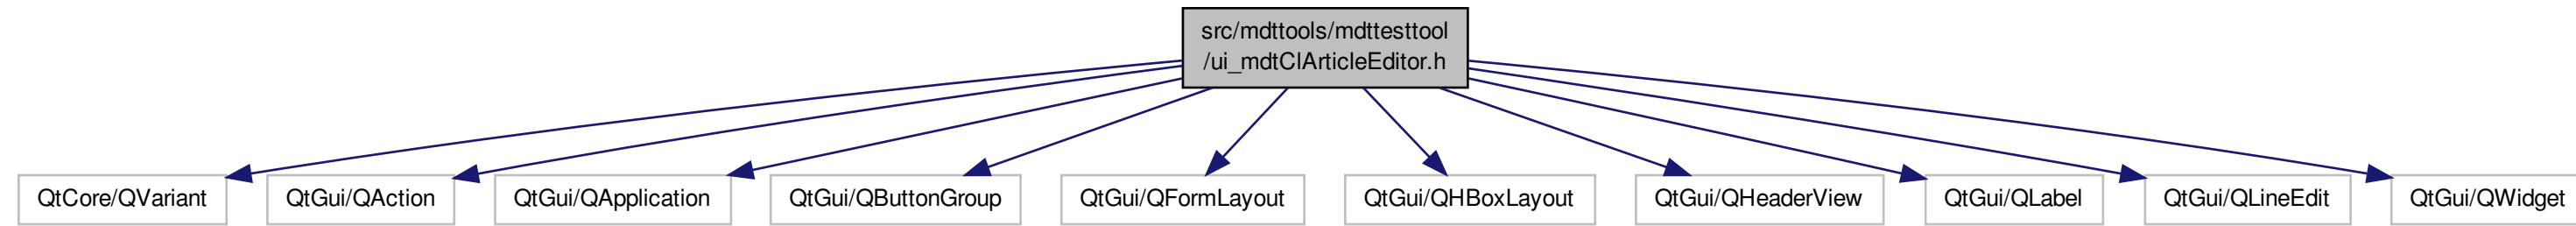 src/mdttools/mdttesttool
/ui_mdtClArticleEditor.h
QtCore/QVariant
QtGui/QAction
QtGui/QApplication
QtGui/QButtonGroup
QtGui/QFormLayout
QtGui/QHBoxLayout
QtGui/QHeaderView
QtGui/QLabel
QtGui/QLineEdit
QtGui/QWidget